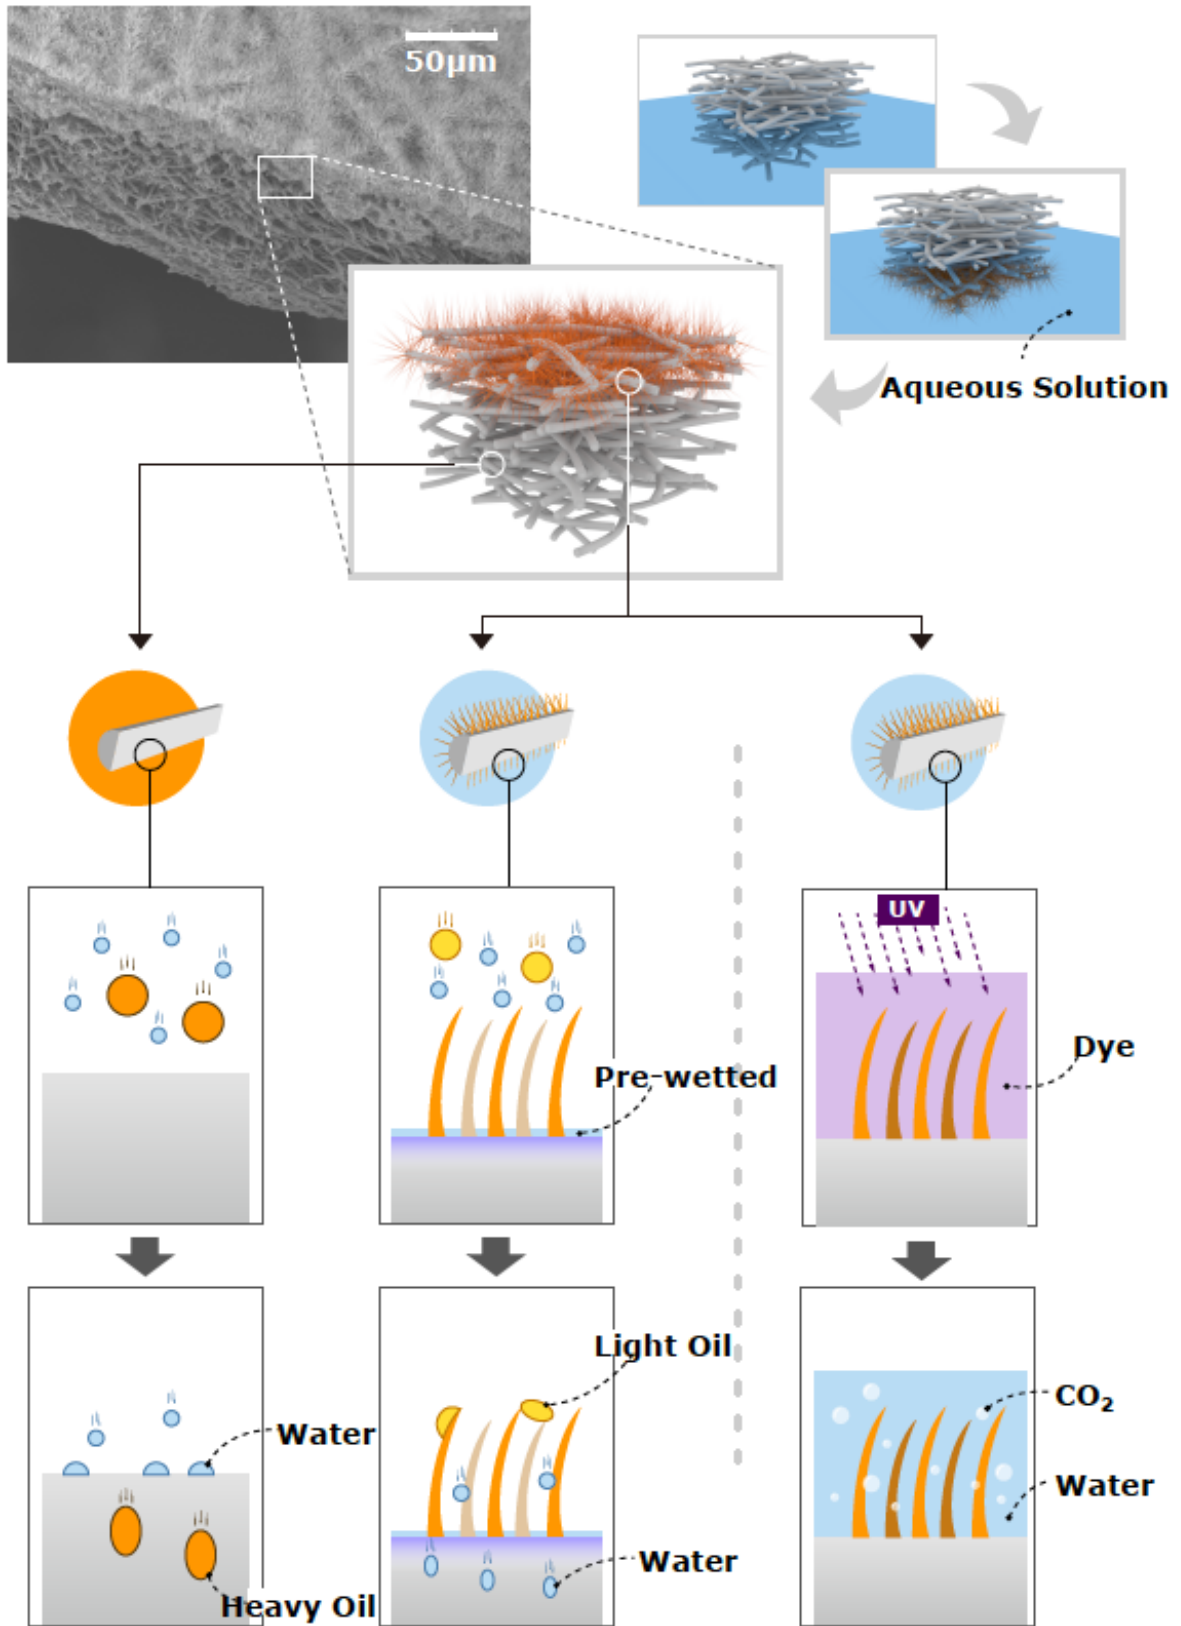 50μm
Aqueous Solution
UV
Dye
Pre-wetted
Light Oil
CO₂
Water
Water
Water
Heavy Oil